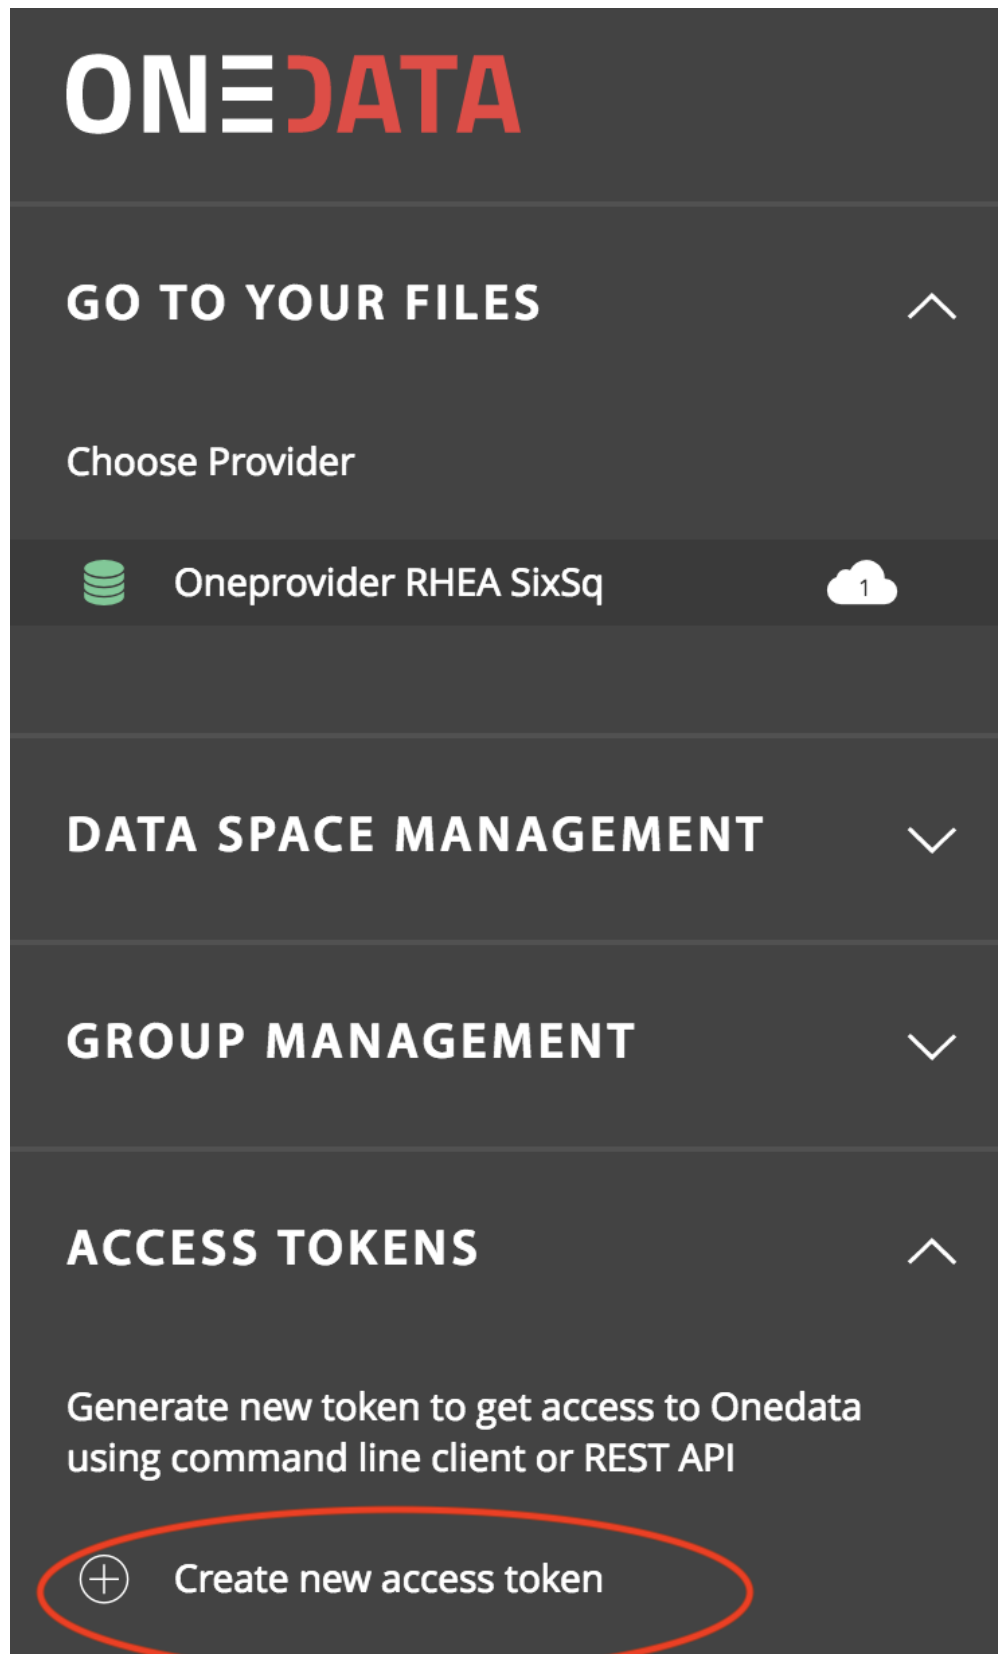 ONEDATA
GO TO YOUR FILES
Choose Provider
Oneprovider RHEA SixSq
1
DATA SPACE MANAGEMENT
GROUP MANAGEMENT
ACCESS TOKENS
Generate new token to get access to Onedata
using command line client or REST API
Create new access token